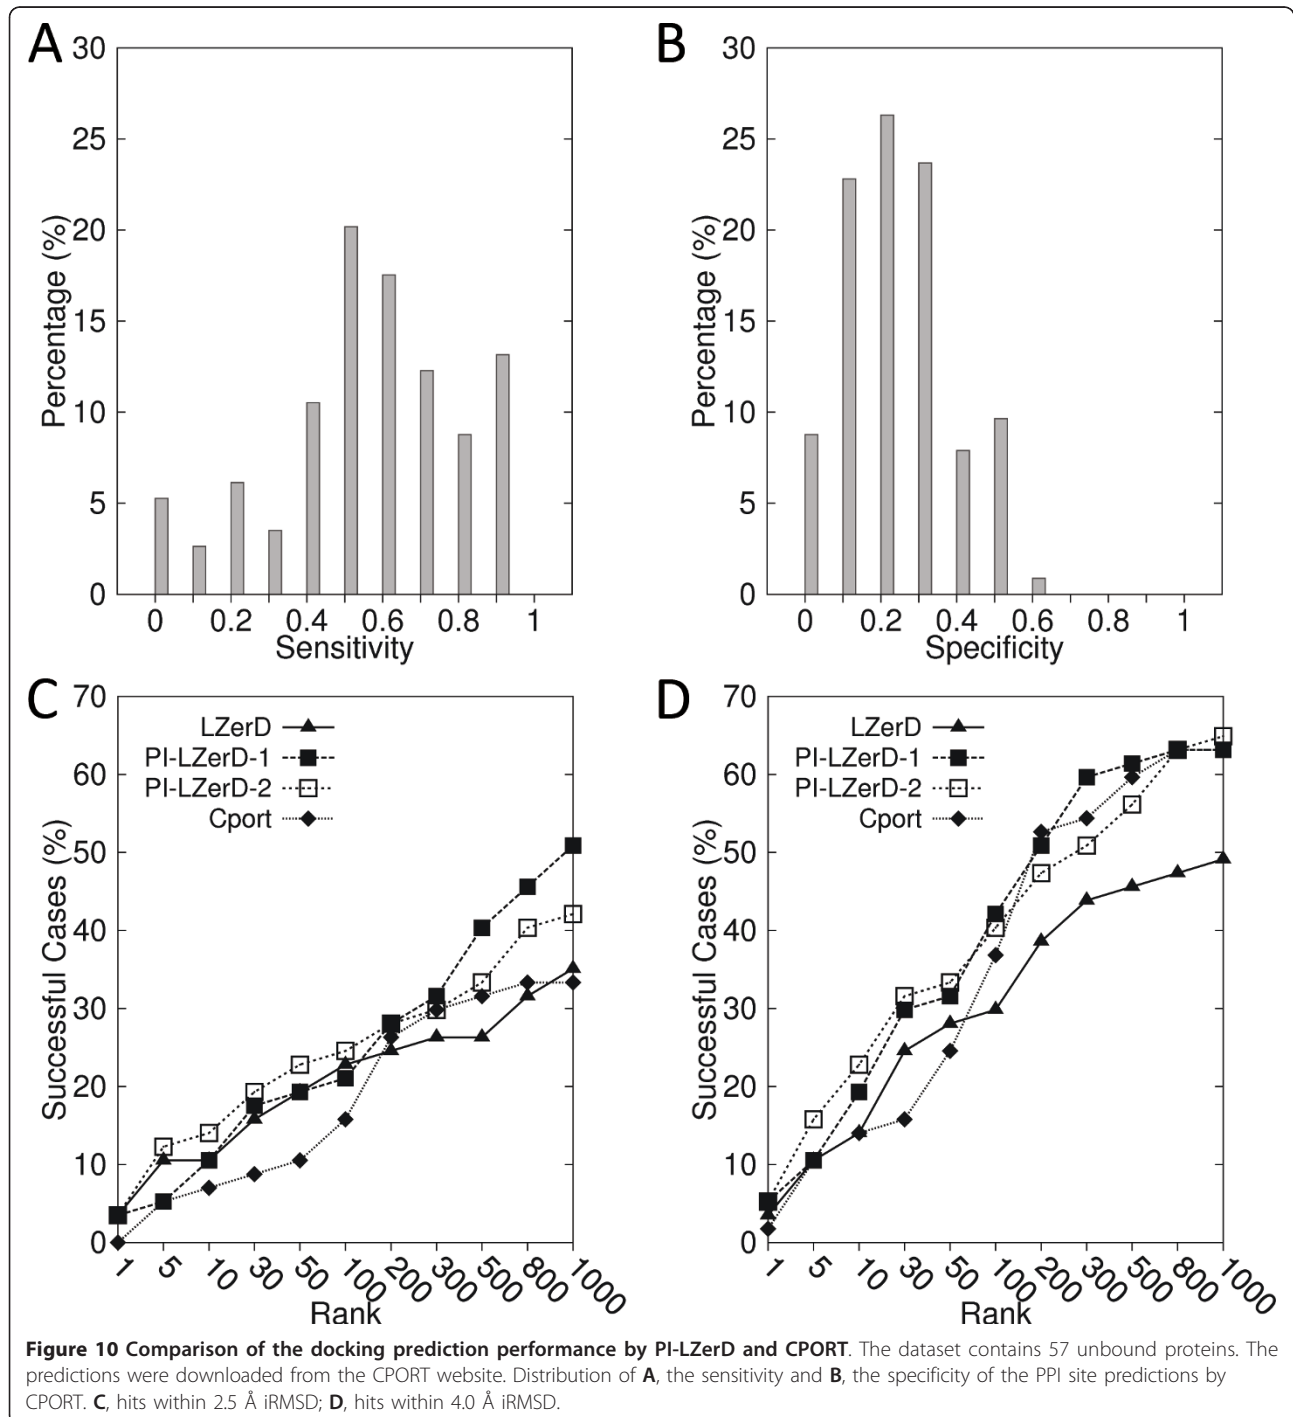 A
B
30
25
20
15
10
5
0
Percentage (%)
0 0.2 0.4 0.6 0.8 1
Sensitivity
30
25
20
15
10
5
0
Percentage (%)
0 0.2 0.4 0.6 0.8 1
Specificity
C
D
70
60
50
40
30
20
10
0
Successful Cases (%)
LZerD
PI-LZerD-1
PI-LZerD-2
Cport
1 5 10 30 50 100 200 300 500 800 1000
Rank
70
60
50
40
30
20
10
0
Successful Cases (%)
LZerD
PI-LZerD-1
PI-LZerD-2
Cport
1 5 10 30 50 100 200 300 500 800 1000
Rank
Figure 10 Comparison of the docking prediction performance by PI-LZerD and CPORT. The dataset contains 57 unbound proteins. The
predictions were downloaded from the CPORT website. Distribution of A, the sensitivity and B, the specificity of the PPI site predictions by
CPORT. C, hits within 2.5 Å iRMSD; D, hits within 4.0 Å iRMSD.